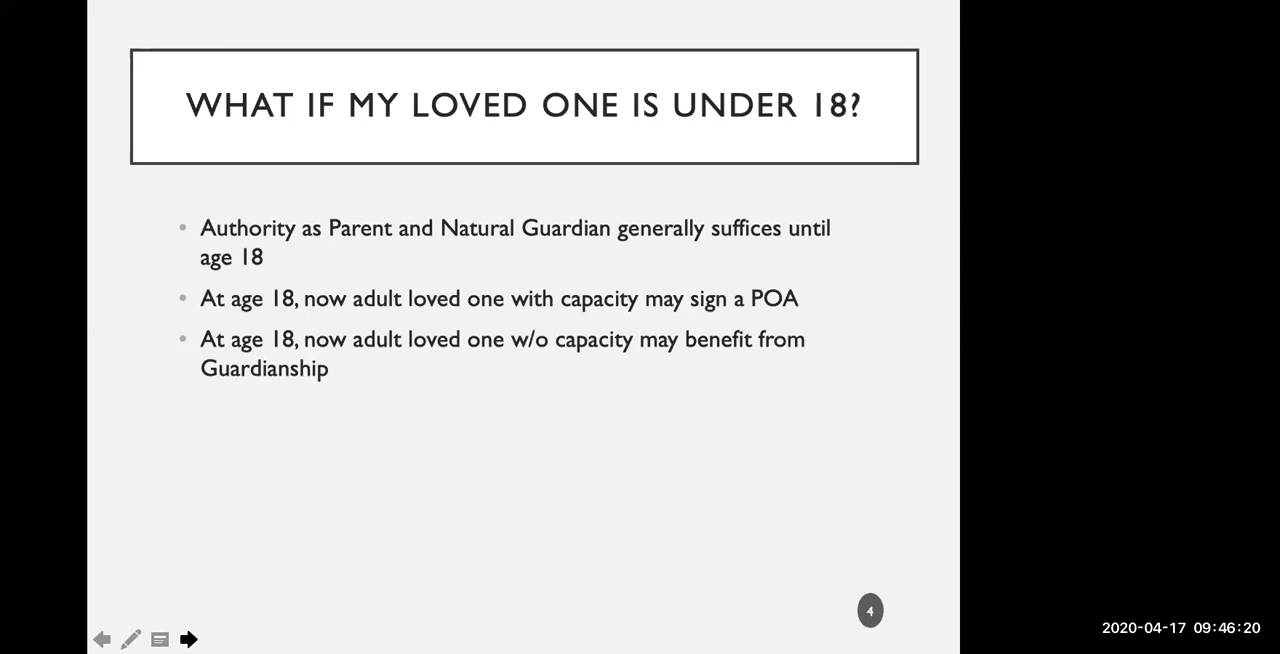 WHAT IF MY LOVED ONE IS UNDER 18?
• Authority as Parent and Natural Guardian generally suffices until
age 18
• At age 18, now adult loved one with capacity may sign a POA
• At age 18, now adult loved one w/o capacity may benefit from
Guardianship
4
2020-04-17 09:46:20